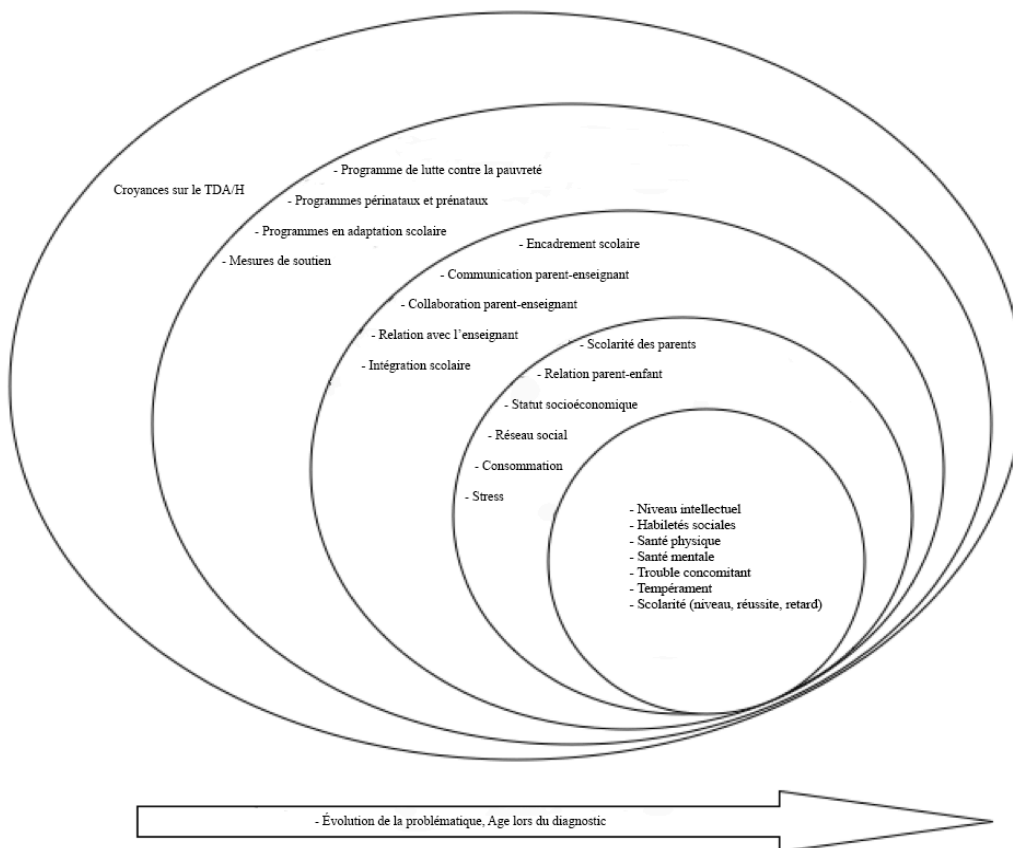 Croyances sur le TDA/H
- Programme de lutte contre la pauvreté
- Programmes périnataux et prénataux
- Programmes en adaptation scolaire
- Mesures de soutien
- Encadrement scolaire
- Communication parent-enseignant
- Collaboration parent-enseignant
- Relation avec l'enseignant
- Intégration scolaire
- Scolarité des parents
- Relation parent-enfant
- Statut socioéconomique
- Réseau social
- Consommation
- Stress
- Niveau intellectuel
- Habiletés sociales
- Santé physique
- Santé mentale
- Trouble concomitant
- Tempérament
- Scolarité (niveau, réussite, retard)
- Évolution de la problématique, Age lors du diagnostic